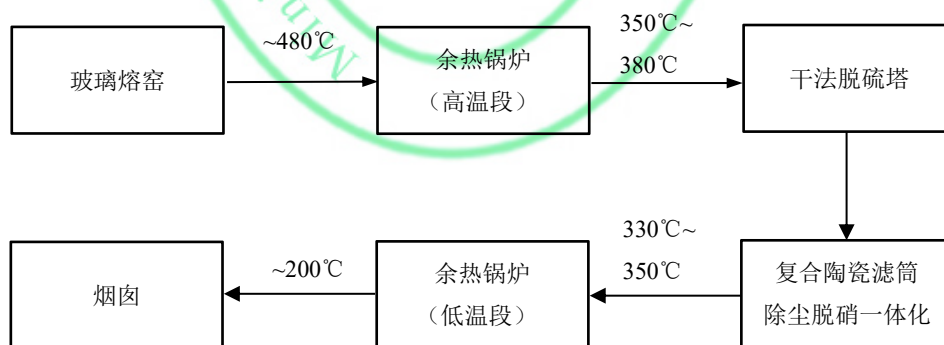 玻璃熔窑
~480℃
余热锅炉
（高温段）
350℃~
380℃
干法脱硫塔
复合陶瓷滤筒
除尘脱硝一体化
330℃~
350℃
余热锅炉
（低温段）
~200℃
烟囱